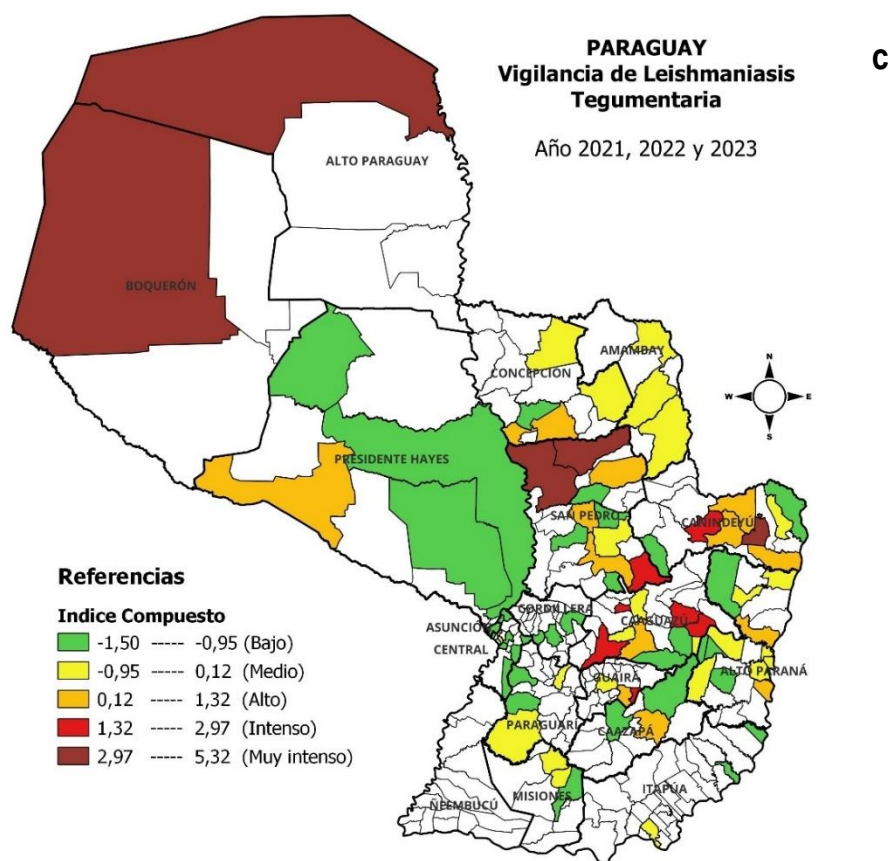 PARAGUAY
Vigilancia de Leishmaniasis
Tegumentaria
Año 2021, 2022 y 2023
c
ALTO PARAGUAY
BOQUERÓN
CONCEPCIÓN
AMAMBAY
N
W E
S
PRESIDENTE HAYES
SAN PEDRO
CANINDEYÚ
CORDILLERA
ASUNCIÓN
CENTRAL
CAAGUAZÚ
ALTO PARANÁ
GUAIRÁ
PARAGUARÍ
CAAZAPÁ
ITAPÚA
MISIONES
ÑEEMBUCÚ
Referencias
Indice Compuesto
-1,50 ----- -0,95 (Bajo)
-0,95 ----- 0,12 (Medio)
0,12 ----- 1,32 (Alto)
1,32 ----- 2,97 (Intenso)
2,97 ----- 5,32 (Muy intenso)